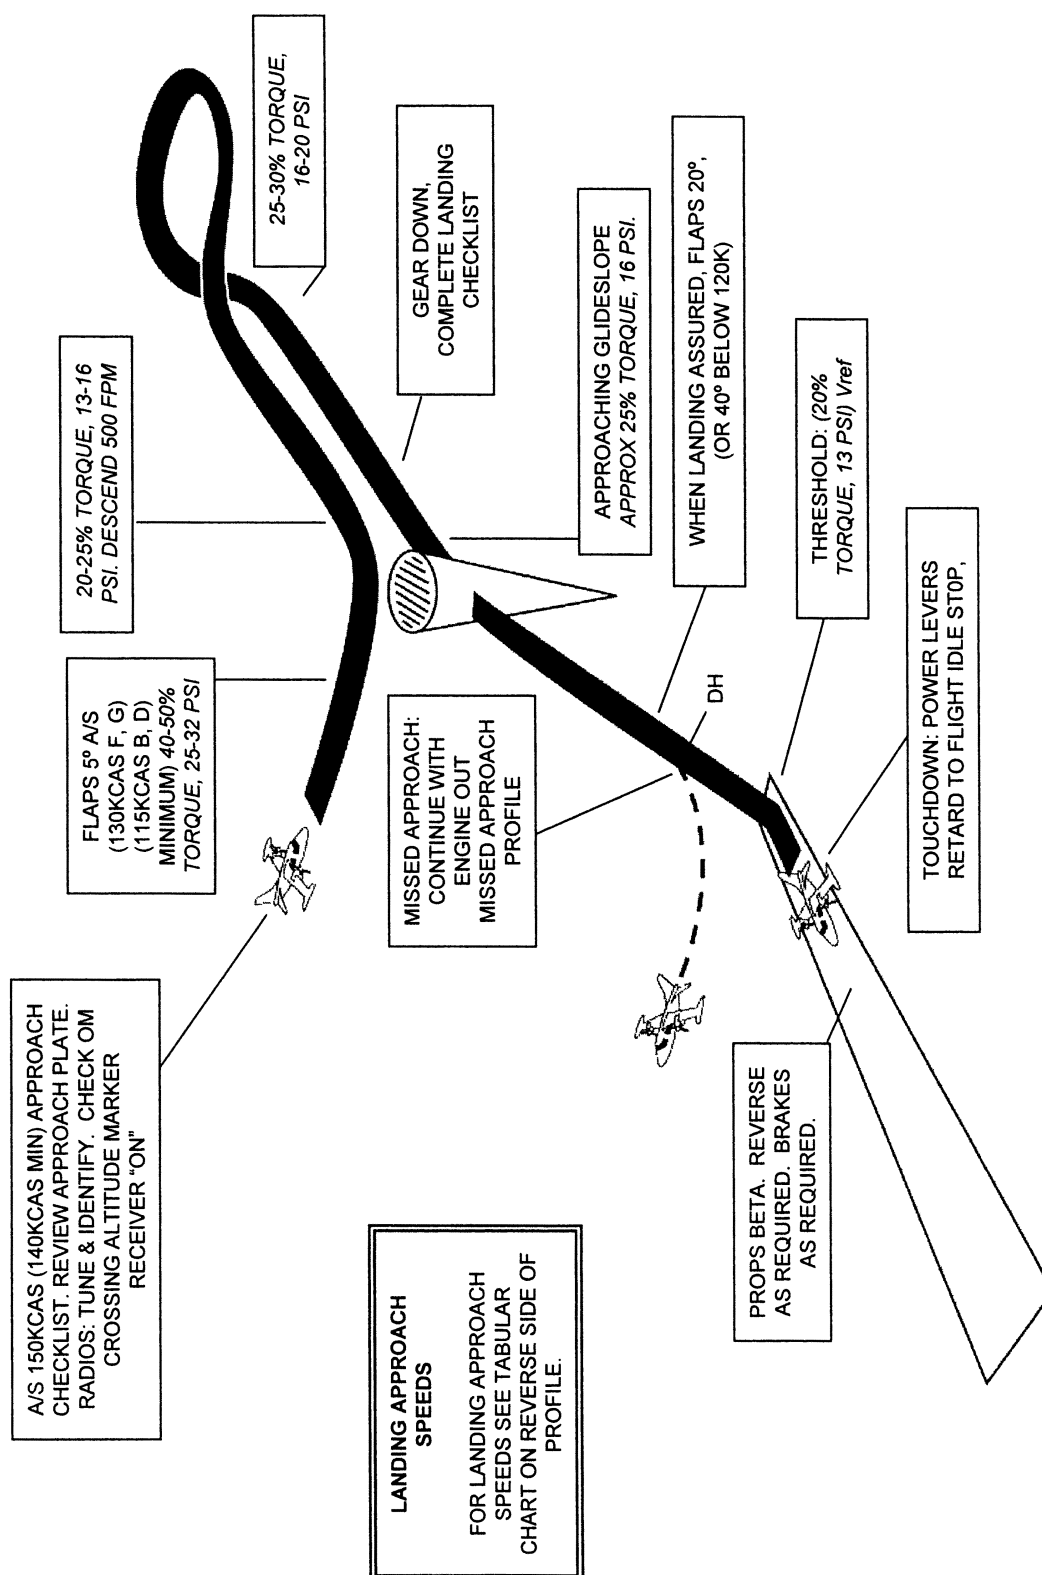 A/S 150KCAS (140KCAS MIN) APPROACH
CHECKLIST. REVIEW APPROACH PLATE.
RADIOS: TUNE & IDENTIFY. CHECK OM
CROSSING ALTITUDE MARKER
RECEIVER "ON"
FLAPS 5º A/S
(130KCAS F, G)
(115KCAS B, D)
MINIMUM) 40-50%
TORQUE, 25-32 PSI
20-25% TORQUE, 13-16
PSI. DESCEND 500 FPM
25-30% TORQUE,
16-20 PSI
GEAR DOWN,
COMPLETE LANDING
CHECKLIST
APPROACHING GLIDESLOPE
APPROX 25% TORQUE, 16 PSI.
WHEN LANDING ASSURED, FLAPS 20º,
(OR 40º BELOW 120K)
DH
MISSED APPROACH:
CONTINUE WITH
ENGINE OUT
MISSED APPROACH
PROFILE
THRESHOLD: (20%
TORQUE, 13 PSI) Vref
TOUCHDOWN: POWER LEVERS
RETARD TO FLIGHT IDLE STOP,
PROPS BETA. REVERSE
AS REQUIRED. BRAKES
AS REQUIRED.
LANDING APPROACH
SPEEDS
FOR LANDING APPROACH
SPEEDS SEE TABULAR
CHART ON REVERSE SIDE OF
PROFILE.